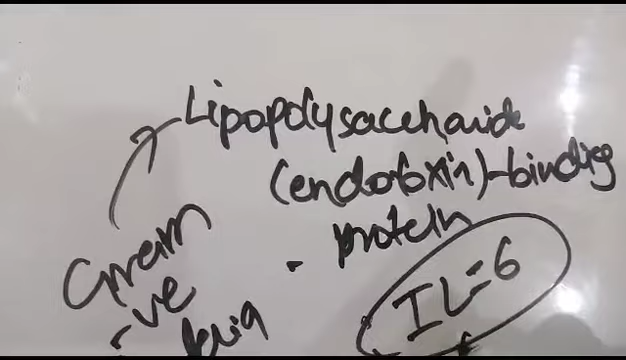 Lipopolysaccharide
(endotoxin)-binding
protein
Gram
-ve
IL-6